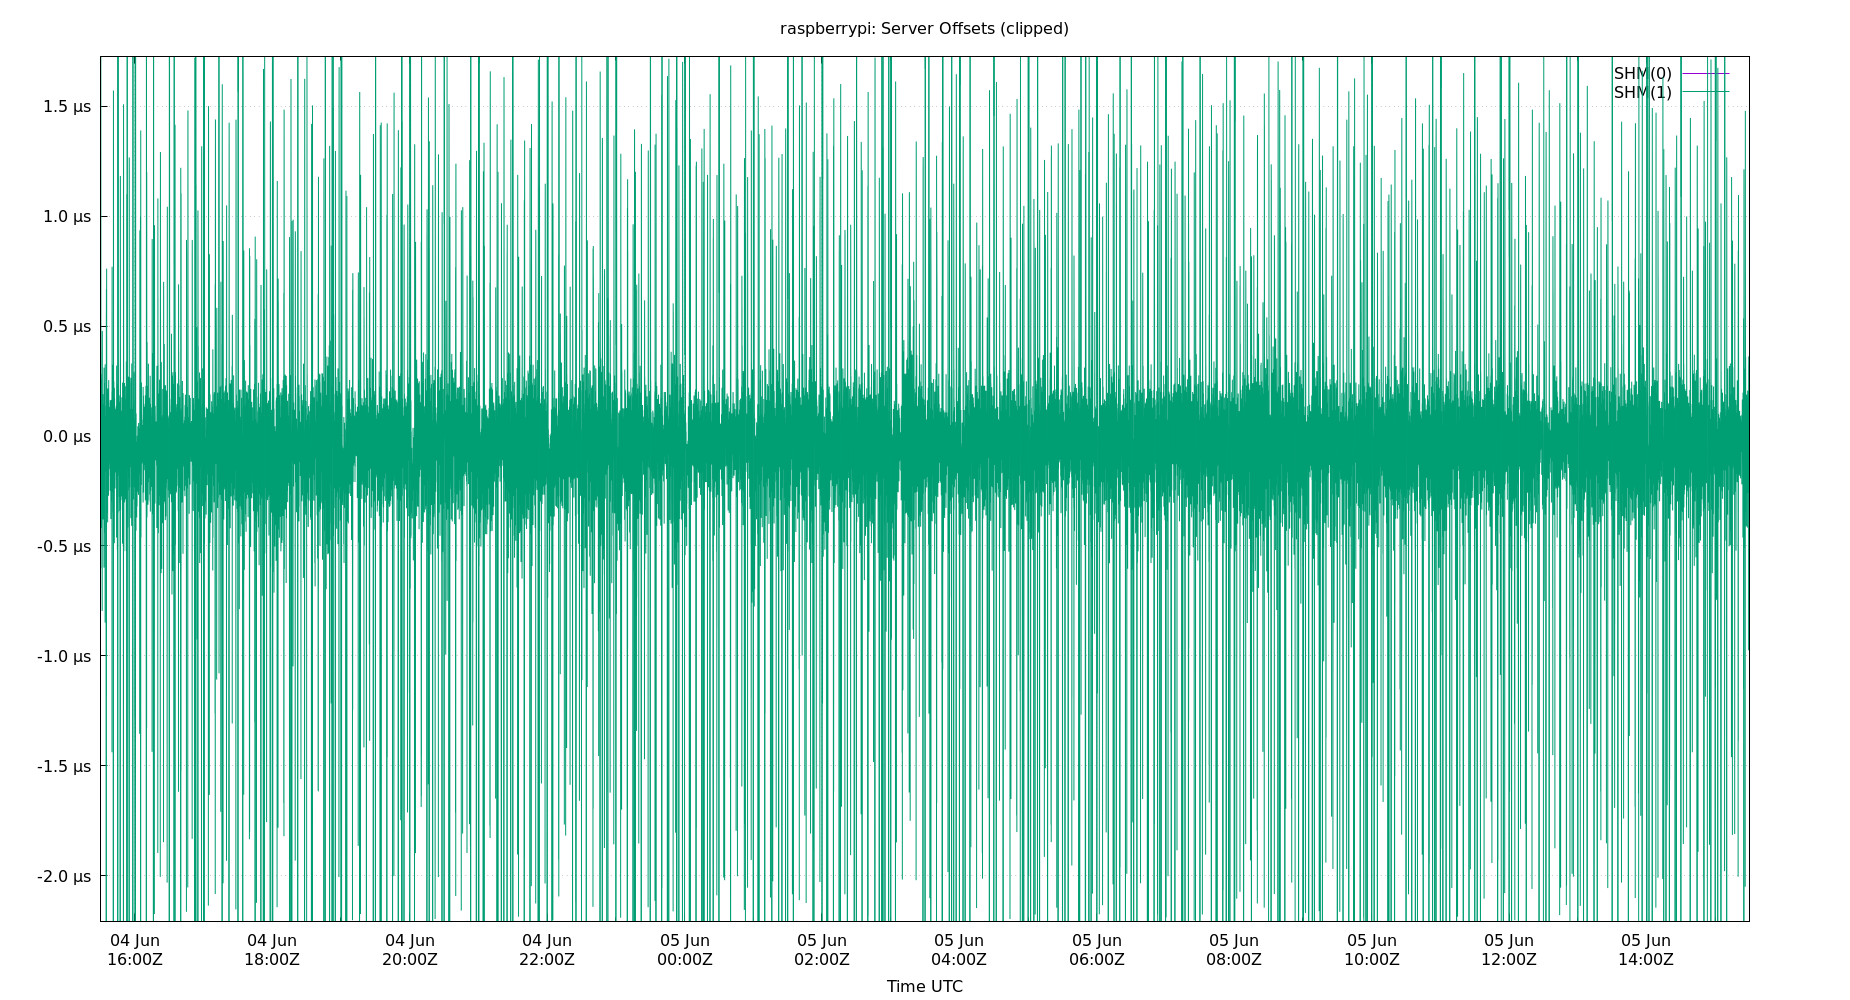 raspberrypi: Server Offsets (clipped)
SHM(0)
SHM(1)
1.5 µs
1.0 µs
0.5 µs
0.0 µs
-0.5 µs
-1.0 µs
-1.5 µs
-2.0 µs
04 Jun 04 Jun 04 Jun 04 Jun 05 Jun 05 Jun 05 Jun 05 Jun 05 Jun 05 Jun 05 Jun 05 Jun
16:00Z 18:00Z 20:00Z 22:00Z 00:00Z 02:00Z 04:00Z 06:00Z 08:00Z 10:00Z 12:00Z 14:00Z
Time UTC